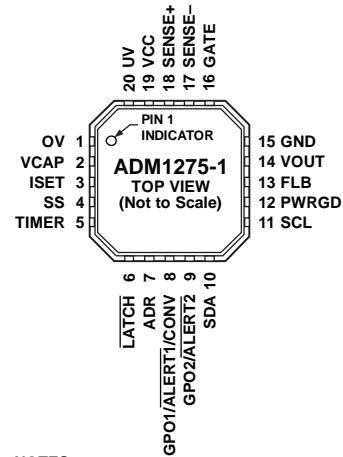 20 UV
19 VCC
18 SENSE+
17 SENSE–
16 GATE
PIN 1
INDICATOR
OV 1
VCAP 2
ISET 3
SS 4
TIMER 5
ADM1275-1
TOP VIEW
(Not to Scale)
15 GND
14 VOUT
13 FLB
12 PWRGD
11 SCL
LATCH 6
ADR 7
GPO1/ALERT1/CONV 8
GPO2/ALERT2 9
SDA 10